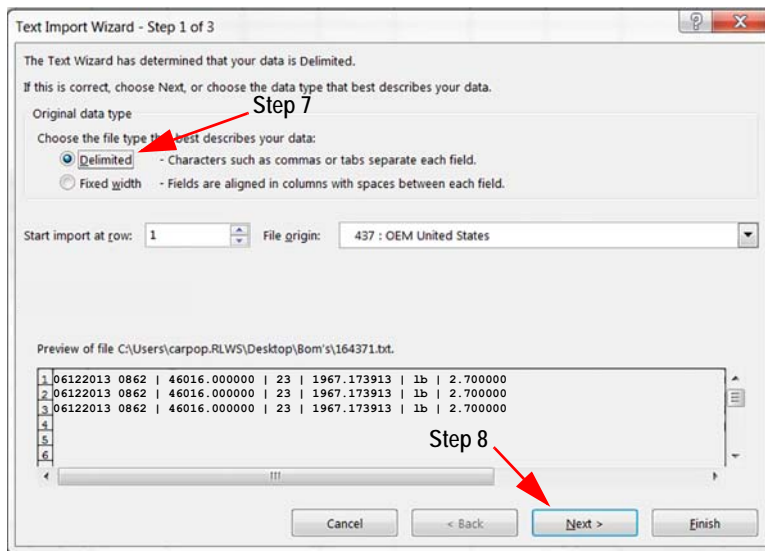 Text Import Wizard - Step 1 of 3
The Text Wizard has determined that your data is Delimited.
If this is correct, choose Next, or choose the data type that best describes your data.
Step 7
Original data type
Choose the file type that best describes your data:
Delimited - Characters such as commas or tabs separate each field.
Fixed width - Fields are aligned in columns with spaces between each field.
Start import at row: 1 File origin: 437 : OEM United States
Preview of file C:\Users\carpop.RLWS\Desktop\Bom's\164371.txt.
1 06122013 0862 | 46016.000000 | 23 | 1967.173913 | lb | 2.700000
2 06122013 0862 | 46016.000000 | 23 | 1967.173913 | lb | 2.700000
3 06122013 0862 | 46016.000000 | 23 | 1967.173913 | lb | 2.700000
4
5
6
Step 8
Cancel < Back Next > Finish